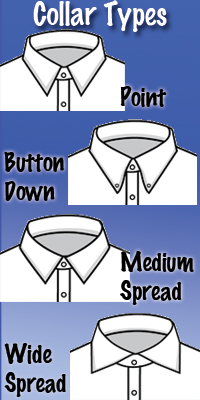 Collar Types
Point
Button
Down
Medium
Spread
Wide
Spread